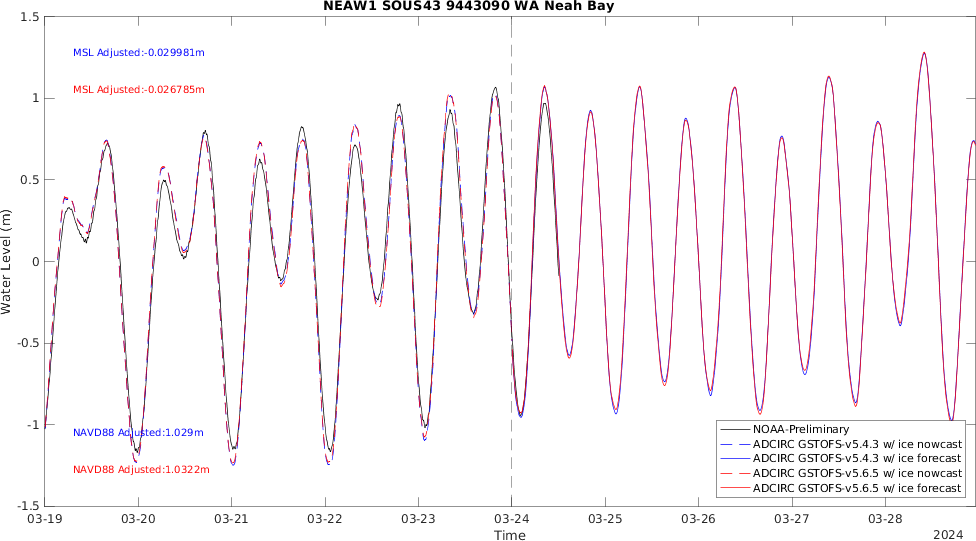 NEAW1 SOUS43 9443090 WA Neah Bay
1.5
MSL Adjusted:-0.029981m
1
MSL Adjusted:-0.026785m
0.5
Water Level (m)
0
-0.5
-1
NAVD88 Adjusted:1.029m
NAVD88 Adjusted:1.0322m
-1.5
NOAA-Preliminary
ADCIRC GSTOFS-v5.4.3 w/ ice nowcast
ADCIRC GSTOFS-v5.4.3 w/ ice forecast
ADCIRC GSTOFS-v5.6.5 w/ ice nowcast
ADCIRC GSTOFS-v5.6.5 w/ ice forecast
03-19 03-20 03-21 03-22 03-23 03-24 03-25 03-26 03-27 03-28
Time
2024